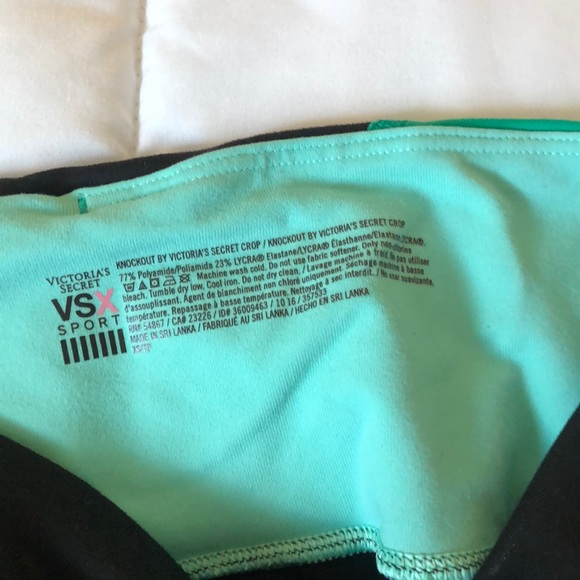 VICTORIA'S
SECRET
VSX
SPORT
KNOCKOUT BY VICTORIA'S SECRET CROP / KNOCKOUT BY VICTORIA'S SECRET CROP
77% Polyamide/Poliamida 23% LYCRA® Elastane/LYCRA® Élasthanne/Elastano/LYCRA®.
Machine wash cold. Do not use fabric softener. Only non-chlorine
bleach. Tumble dry low. Cool iron. Do not dry clean. / Lavage machine à froid. Ne pas utiliser
d'assouplissant. Agent de blanchiment non chloré uniquement. Séchage machine à basse
température. Repassage à basse température. Nettoyage à sec interdit. / No usar suavizante.
RN# 54867 / CA# 23226 / ID# 36009463 / 10 16 / 357533
MADE IN SRI LANKA / FABRIQUÉ AU SRI LANKA / HECHO EN SRI LANKA
XS/TP